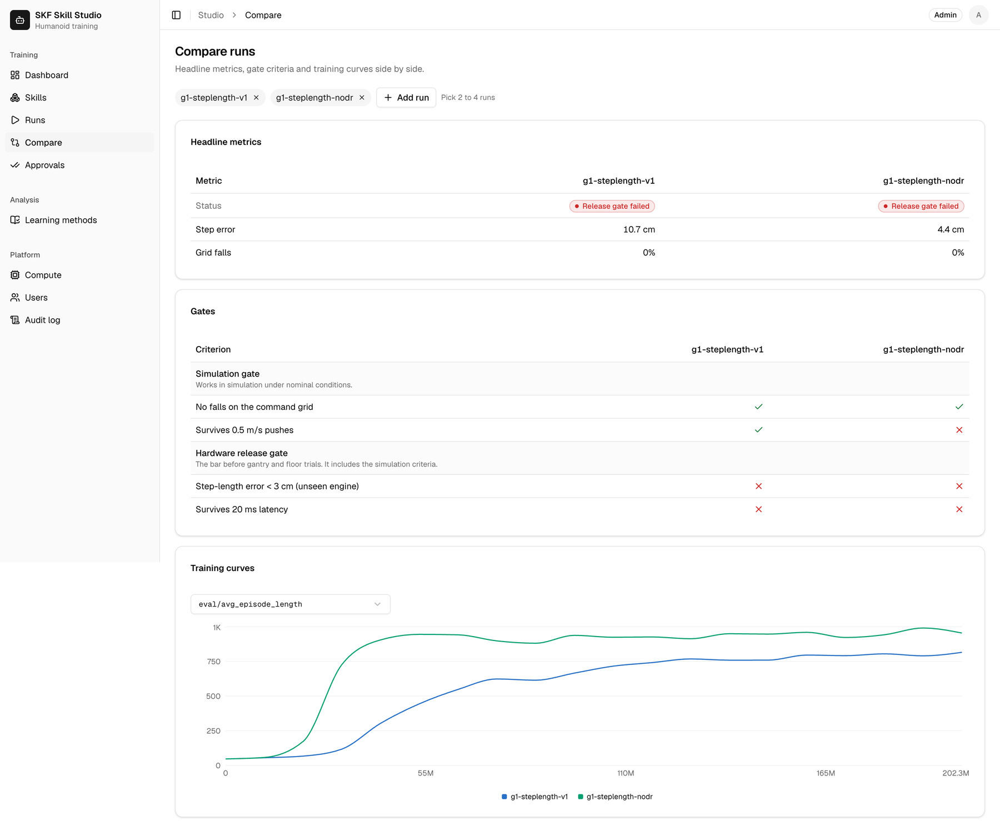 SKF Skill Studio
Humanoid training
Training
Dashboard
Skills
Runs
Compare
Approvals
Analysis
Learning methods
Platform
Compute
Users
Audit log
Studio > Compare
Admin
A
Compare runs
Headline metrics, gate criteria and training curves side by side.
g1-steplength-v1 × g1-steplength-nodr × + Add run Pick 2 to 4 runs
Headline metrics
Metric g1-steplength-v1 g1-steplength-nodr
Status Release gate failed Release gate failed
Step error 10.7 cm 4.4 cm
Grid falls 0% 0%
Gates
Criterion g1-steplength-v1 g1-steplength-nodr
Simulation gate
Works in simulation under nominal conditions.
No falls on the command grid
Survives 0.5 m/s pushes
Hardware release gate
The bar before gantry and floor trials. It includes the simulation criteria.
Step-length error < 3 cm (unseen engine)
Survives 20 ms latency
Training curves
eval/avg_episode_length
1K
750
500
250
0
0 55M 110M 165M 202.3M
g1-steplength-v1 g1-steplength-nodr